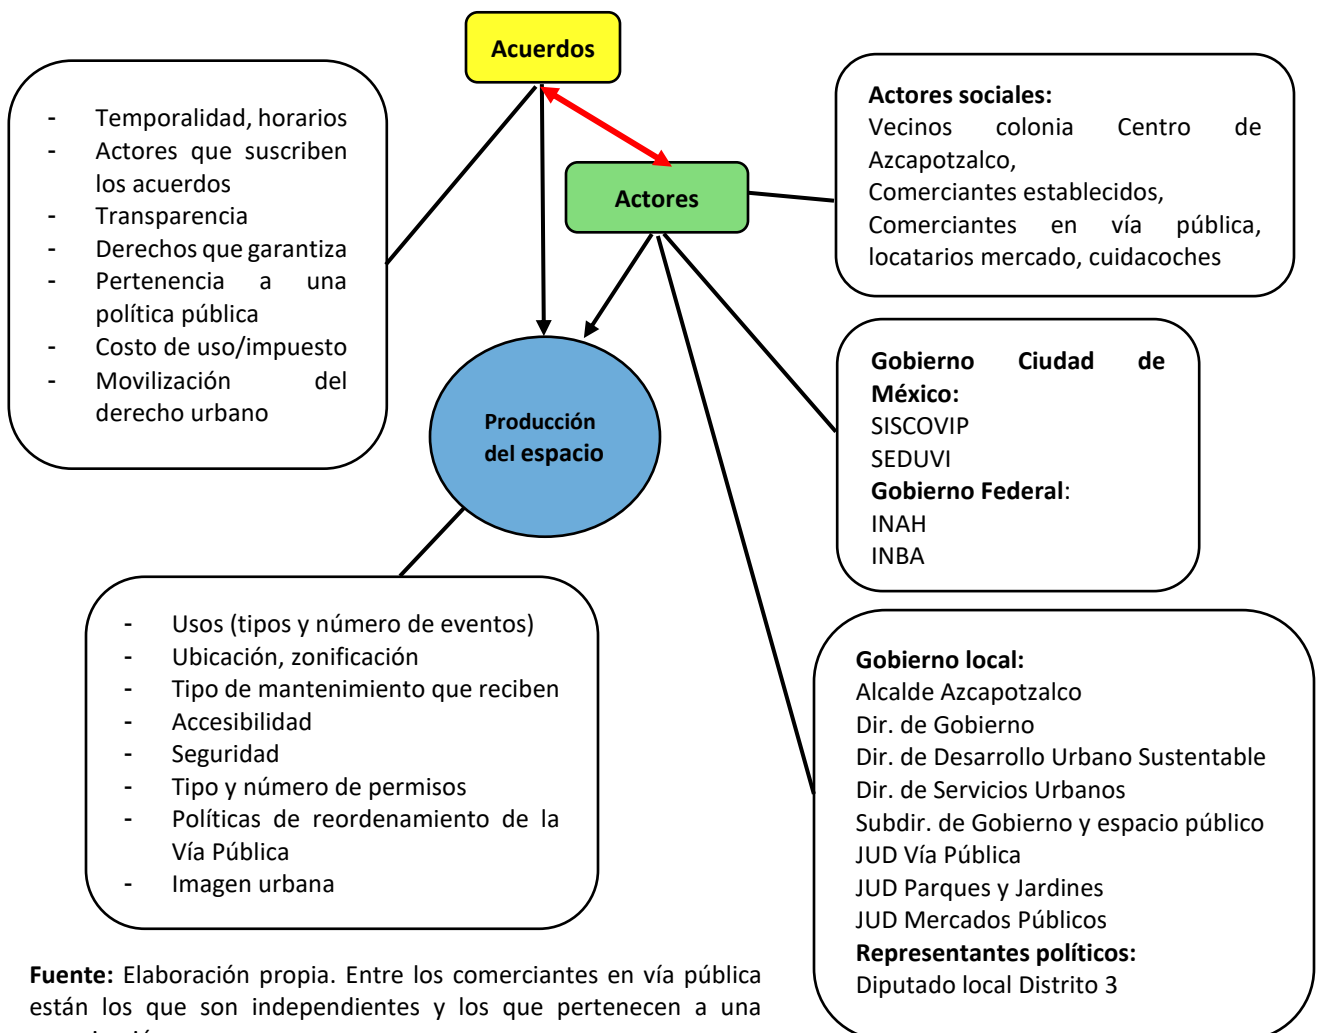 Acuerdos
- Temporalidad, horarios
- Actores que suscriben
los acuerdos
- Transparencia
- Derechos que garantiza
- Pertenencia a una
política pública
- Costo de uso/impuesto
- Movilización del
derecho urbano
Actores
Actores sociales:
Vecinos colonia Centro de
Azcapotzalco,
Comerciantes establecidos,
Comerciantes en vía pública,
locatarios mercado, cuidacoches
Gobierno Ciudad de
México:
SISCOVIP
SEDUVI
Gobierno Federal:
INAH
INBA
Producción
del espacio
- Usos (tipos y número de eventos)
- Ubicación, zonificación
- Tipo de mantenimiento que reciben
- Accesibilidad
- Seguridad
- Tipo y número de permisos
- Políticas de reordenamiento de la
Vía Pública
- Imagen urbana
Gobierno local:
Alcalde Azcapotzalco
Dir. de Gobierno
Dir. de Desarrollo Urbano Sustentable
Dir. de Servicios Urbanos
Subdir. de Gobierno y espacio público
JUD Vía Pública
JUD Parques y Jardines
JUD Mercados Públicos
Representantes políticos:
Diputado local Distrito 3
Fuente: Elaboración propia. Entre los comerciantes en vía pública
están los que son independientes y los que pertenecen a una